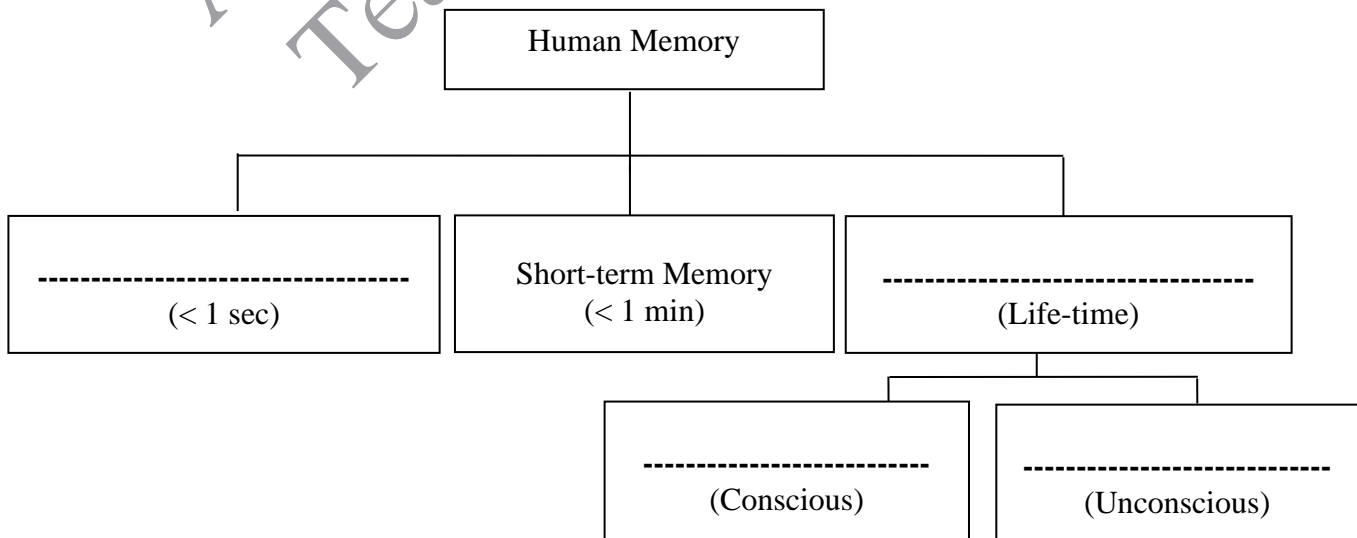 Human Memory
-----------------------------------
(< 1 sec)
Short-term Memory
(< 1 min)
-----------------------------------
(Life-time)
---------------------------
(Conscious)
-----------------------------
(Unconscious)